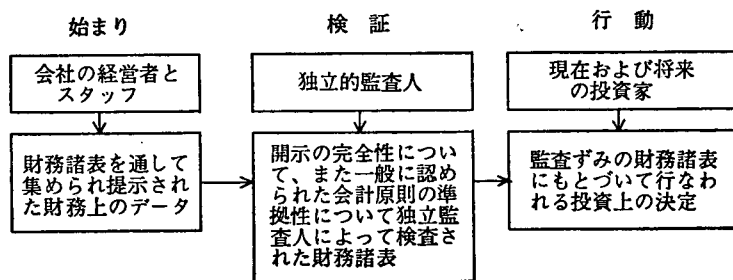 始まり
検証
行動
会社の経営者と
スタッフ
独立的監査人
現在および将来
の投資家
財務諸表を通して
集められ提示され
た財務上のデータ
開示の完全性につい
て、また一般に認め
られた会計原則の準
拠性について独立監
査人によって検査さ
れた財務諸表
監査ずみの財務諸表
にもとづいて行なわ
れる投資上の決定